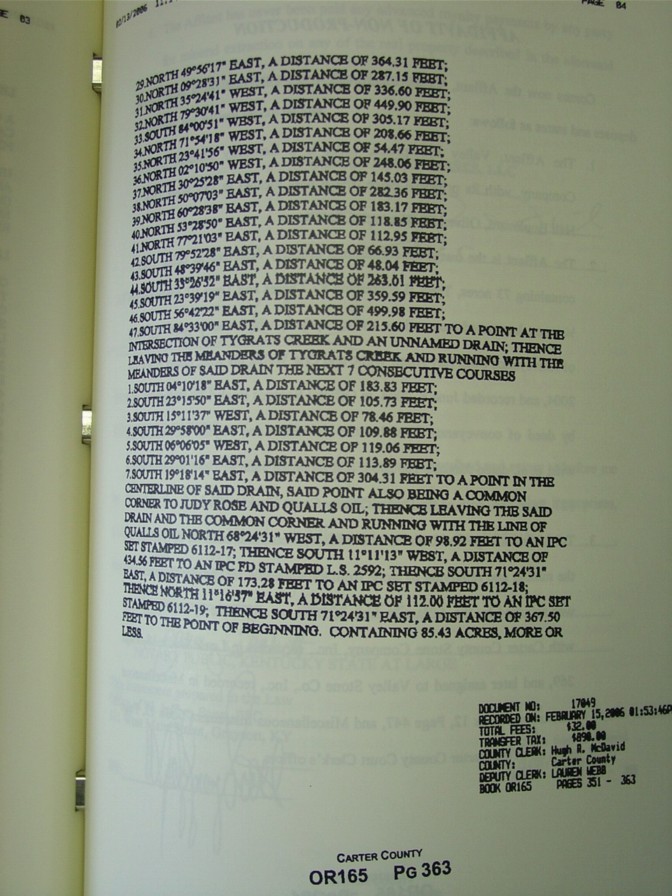 E 03
02/13/2006
PAGE 04
29.NORTH 49°56'17" EAST, A DISTANCE OF 364.31 FEET;
30.NORTH 09°28'31" EAST, A DISTANCE OF 287.15 FEET;
31.NORTH 35°24'41" WEST, A DISTANCE OF 336.60 FEET;
32.NORTH 79°30'41" WEST, A DISTANCE OF 449.90 FEET;
33.SOUTH 84°00'51" WEST, A DISTANCE OF 305.17 FEET;
34.NORTH 71°54'18" WEST, A DISTANCE OF 208.66 FEET;
35.NORTH 23°41'56" WEST, A DISTANCE OF 54.47 FEET;
36.NORTH 02°10'50" WEST, A DISTANCE OF 248.06 FEET;
37.NORTH 30°25'28" EAST, A DISTANCE OF 145.03 FEET;
38.NORTH 50°07'03" EAST, A DISTANCE OF 282.36 FEET;
39.NORTH 60°28'38" EAST, A DISTANCE OF 183.17 FEET;
40.NORTH 53°28'50" EAST, A DISTANCE OF 118.85 FEET;
41.NORTH 77°21'03" EAST, A DISTANCE OF 112.95 FEET;
42.SOUTH 79°52'28" EAST, A DISTANCE OF 66.93 FEET;
43.SOUTH 48°39'46" EAST, A DISTANCE OF 48.04 FEET;
44.SOUTH 33°26'52" EAST, A DISTANCE OF 263.01 FEET;
45.SOUTH 23°39'19" EAST, A DISTANCE OF 359.59 FEET;
46.SOUTH 56°42'22" EAST, A DISTANCE OF 499.98 FEET;
47.SOUTH 84°33'00" EAST, A DISTANCE OF 215.60 FEET TO A POINT AT THE
INTERSECTION OF TYGRATS CREEK AND AN UNNAMED DRAIN; THENCE
LEAVING THE MEANDERS OF TYGRATS CREEK AND RUNNING WITH THE
MEANDERS OF SAID DRAIN THE NEXT 7 CONSECUTIVE COURSES
1.SOUTH 04°10'18" EAST, A DISTANCE OF 183.83 FEET;
2.SOUTH 23°15'50" EAST, A DISTANCE OF 105.73 FEET;
3.SOUTH 15°11'37" WEST, A DISTANCE OF 78.46 FEET;
4.SOUTH 29°58'00" EAST, A DISTANCE OF 109.88 FEET;
5.SOUTH 06°06'05" WEST, A DISTANCE OF 119.06 FEET;
6.SOUTH 29°01'16" EAST, A DISTANCE OF 113.89 FEET;
7.SOUTH 19°18'14" EAST, A DISTANCE OF 304.31 FEET TO A POINT IN THE
CENTERLINE OF SAID DRAIN, SAID POINT ALSO BEING A COMMON
CORNER TO JUDY ROSE AND QUALLS OIL; THENCE LEAVING THE SAID
DRAIN AND THE COMMON CORNER AND RUNNING WITH THE LINE OF
QUALLS OIL NORTH 68°24'31" WEST, A DISTANCE OF 98.92 FEET TO AN IPC
SET STAMPED 6112-17; THENCE SOUTH 11°11'13" WEST, A DISTANCE OF
434.56 FEET TO AN IPC FD STAMPED L.S. 2592; THENCE SOUTH 71°24'31"
EAST, A DISTANCE OF 173.28 FEET TO AN IPC SET STAMPED 6112-18;
THENCE NORTH 11°16'57" EAST, A DISTANCE OF 112.00 FEET TO AN IPC SET
STAMPED 6112-19; THENCE SOUTH 71°24'31" EAST, A DISTANCE OF 367.50
FEET TO THE POINT OF BEGINNING. CONTAINING 85.43 ACRES, MORE OR
LESS.
DOCUMENT NO: 17049
RECORDED ON: FEBRUARY 15,2006 01:53:46P
TOTAL FEES: $32.00
TRANSFER TAX: $890.00
COUNTY CLERK: Hugh R. McDavid
COUNTY: Carter County
DEPUTY CLERK: LAUREN WEBB
BOOK OR165 PAGES 351 - 363
CARTER COUNTY
OR165 PG 363